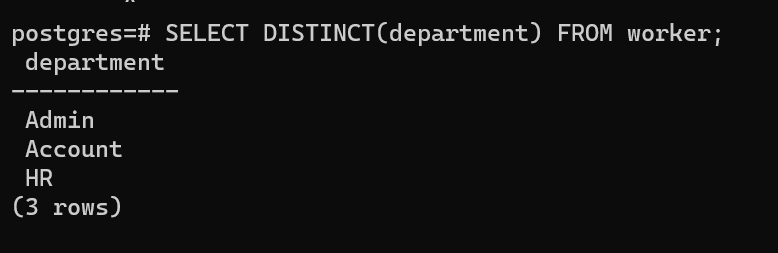 postgres=# SELECT DISTINCT(department) FROM worker;
 department
------------
 Admin
 Account
 HR
(3 rows)